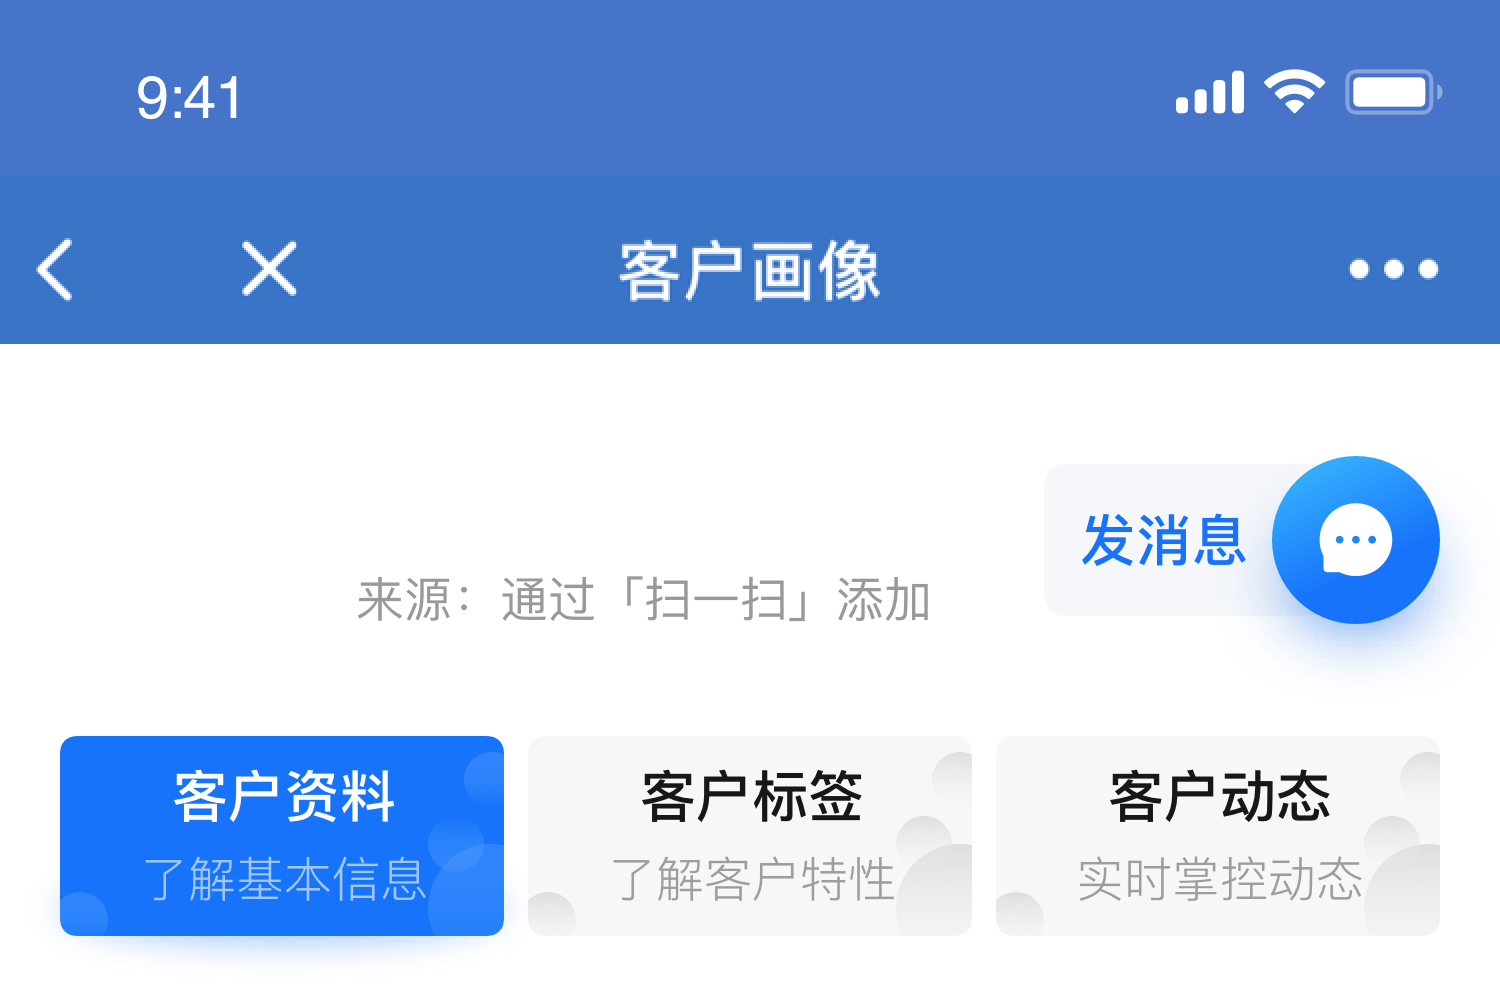 9:41
客户画像
发消息
来源：通过「扫一扫」添加
客户资料
了解基本信息
客户标签
了解客户特性
客户动态
实时掌控动态